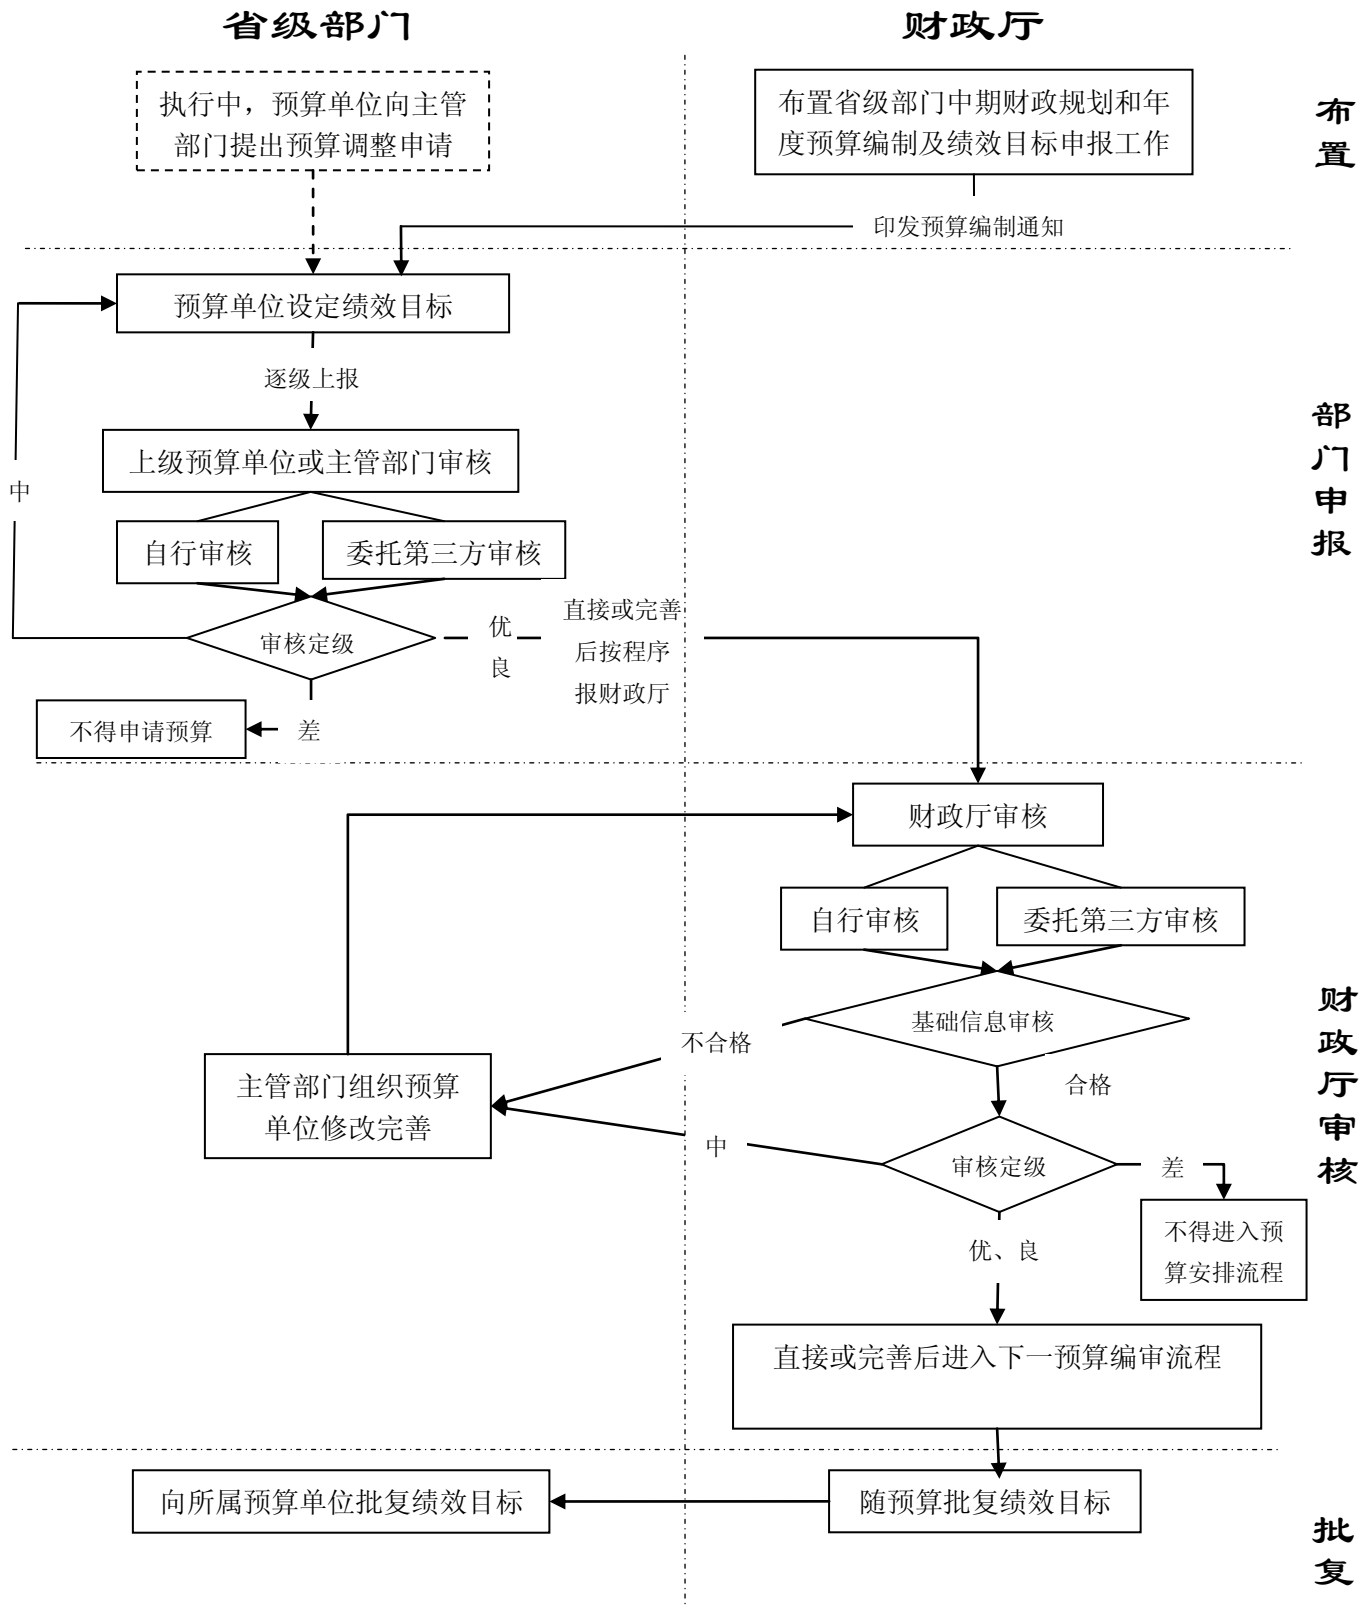 省级部门
财政厅
执行中，预算单位向主管
部门提出预算调整申请
布置省级部门中期财政规划和年
度预算编制及绩效目标申报工作
布
置
印发预算编制通知
预算单位设定绩效目标
逐级上报
上级预算单位或主管部门审核
中
自行审核
委托第三方审核
部
门
申
报
审核定级
优
良
直接或完善
后按程序
报财政厅
不得申请预算
差
财政厅审核
自行审核
委托第三方审核
基础信息审核
不合格
合格
主管部门组织预算
单位修改完善
中
审核定级
差
财
政
厅
审
核
不得进入预
算安排流程
优、良
直接或完善后进入下一预算编审流程
向所属预算单位批复绩效目标
随预算批复绩效目标
批
复